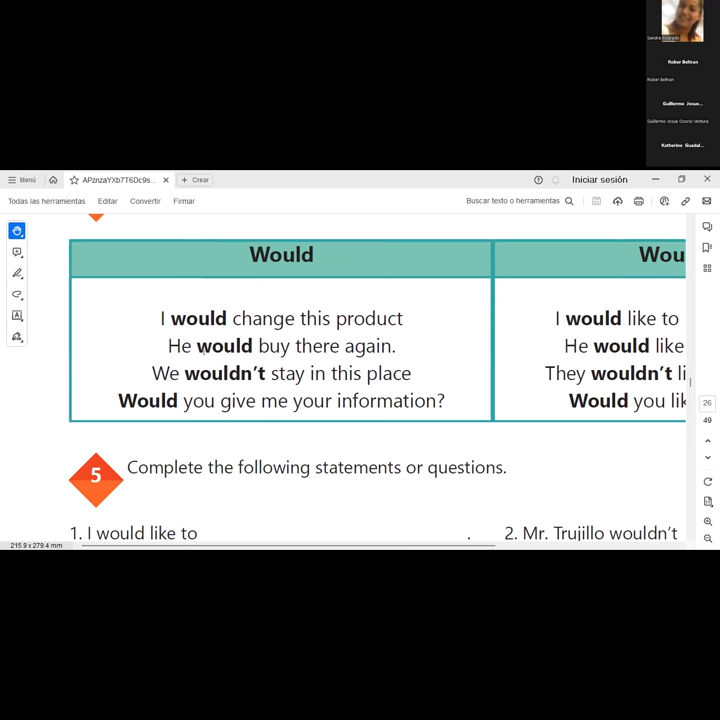 Sandra Alvarado
Rober Beltran
Rober Beltran
Guillermo Josue...
Guillermo Josue Osorio Ventura
Katherine Guadal...
Menú
APznzaYXb7T6Dc9s...
+ Crear
Iniciar sesión
Todas las herramientas
Editar
Convertir
Firmar
Buscar texto o herramientas
Would
Wou
I would change this product
He would buy there again.
We wouldn't stay in this place
Would you give me your information?
I would like to
He would like
They wouldn't li
Would you lik
26
49
5
Complete the following statements or questions.
1. I would like to .
2. Mr. Trujillo wouldn't
215.9 x 279.4 mm